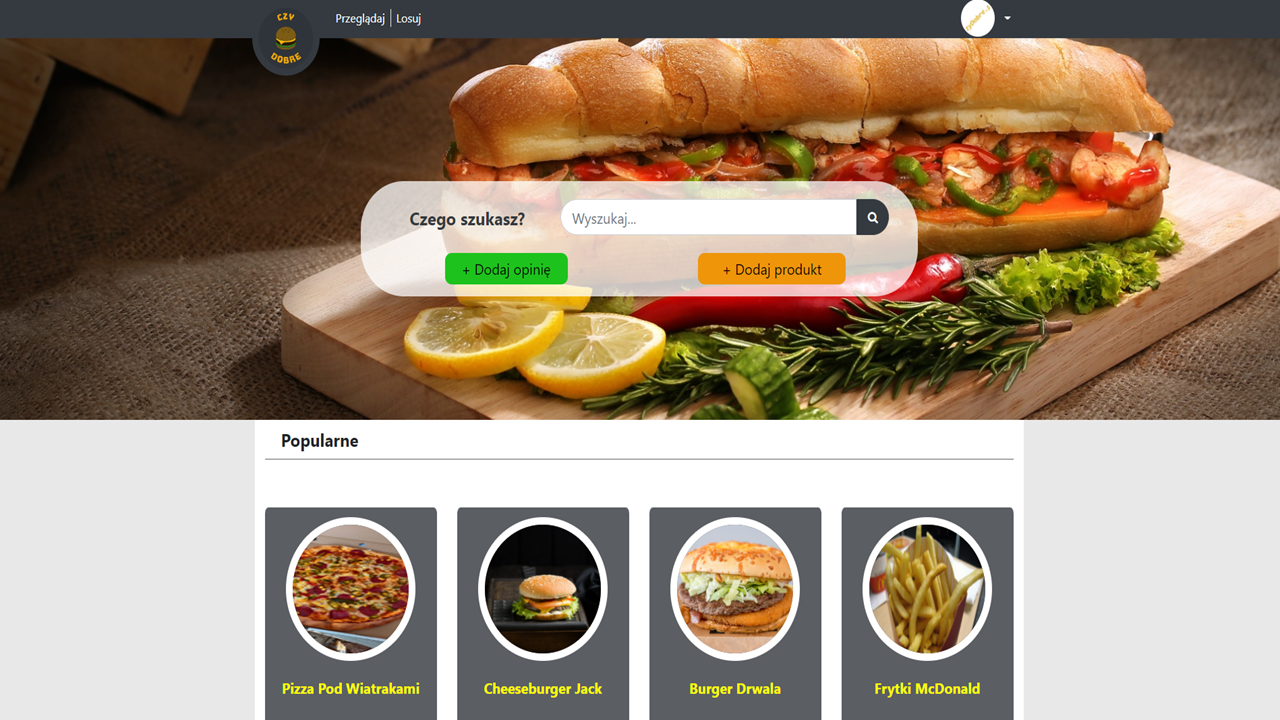 CZY
DOBRE
Przeglądaj
Losuj
Czego szukasz?
Wyszukaj...
+ Dodaj opinię
+ Dodaj produkt
Popularne
Pizza Pod Wiatrakami
Cheeseburger Jack
Burger Drwala
Frytki McDonald